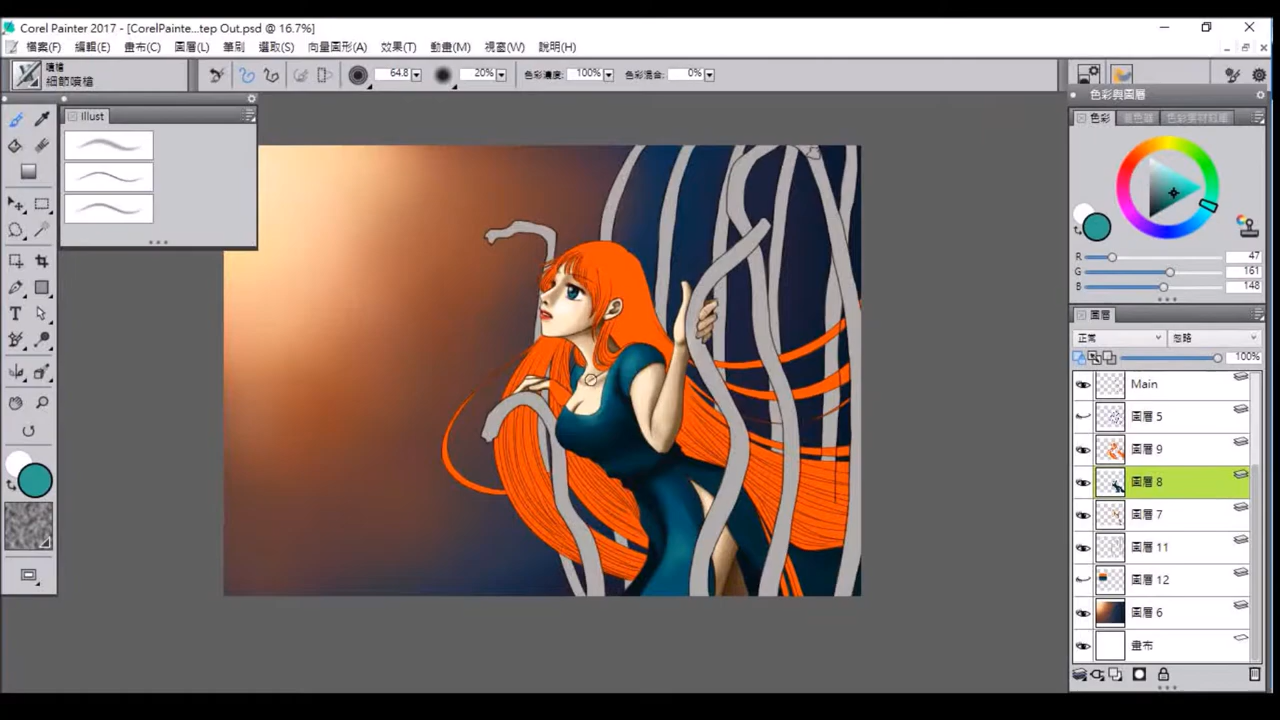 Corel Painter 2017 - [CorelPainte...tep Out.psd @ 16.7%]
檔案(F) 編輯(E) 畫布(C) 圖層(L) 筆刷 選取(S) 向量圖形(A) 效果(T) 動畫(M) 視窗(W) 說明(H)
噴槍
細節噴槍
64.8 20% 色彩濃度: 100% 色彩混合: 0%
色彩與圖層
Illust
色彩
R 47
G 161
B 148
圖層
正常 忽略
100%
Main
圖層 5
圖層 9
圖層 8
圖層 7
圖層 11
圖層 12
圖層 6
畫布